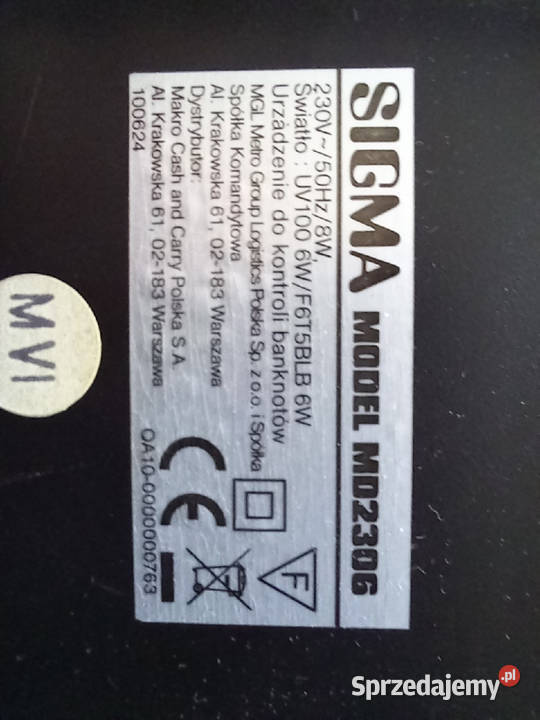 SIGMA MODEL MD2306
230V~/50Hz/8W,
Światło : UV100 6W/F6T5BLB 6W
Urządzenie do kontroli banknotów
MGL Metro Group Logistics Polska Sp. z o.o. i Spółka
Spółka Komandytowa
Al. Krakowska 61, 02-183 Warszawa
Dystrybutor:
Makro Cash and Carry Polska S.A.
Al. Krakowska 61, 02-183 Warszawa
100624
QA10-0000000763
CE
F
MVI
Sprzedajemy.pl